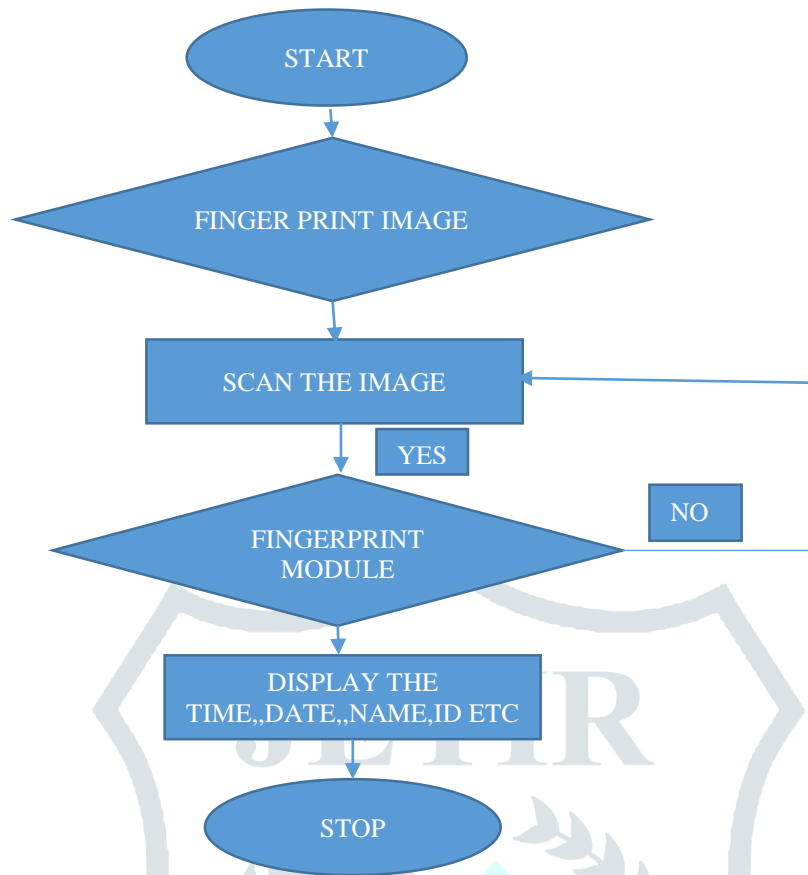 START
FINGER PRINT IMAGE
SCAN THE IMAGE
YES
NO
FINGERPRINT
MODULE
DISPLAY THE
TIME,,DATE,,NAME,ID ETC
JETIR
STOP